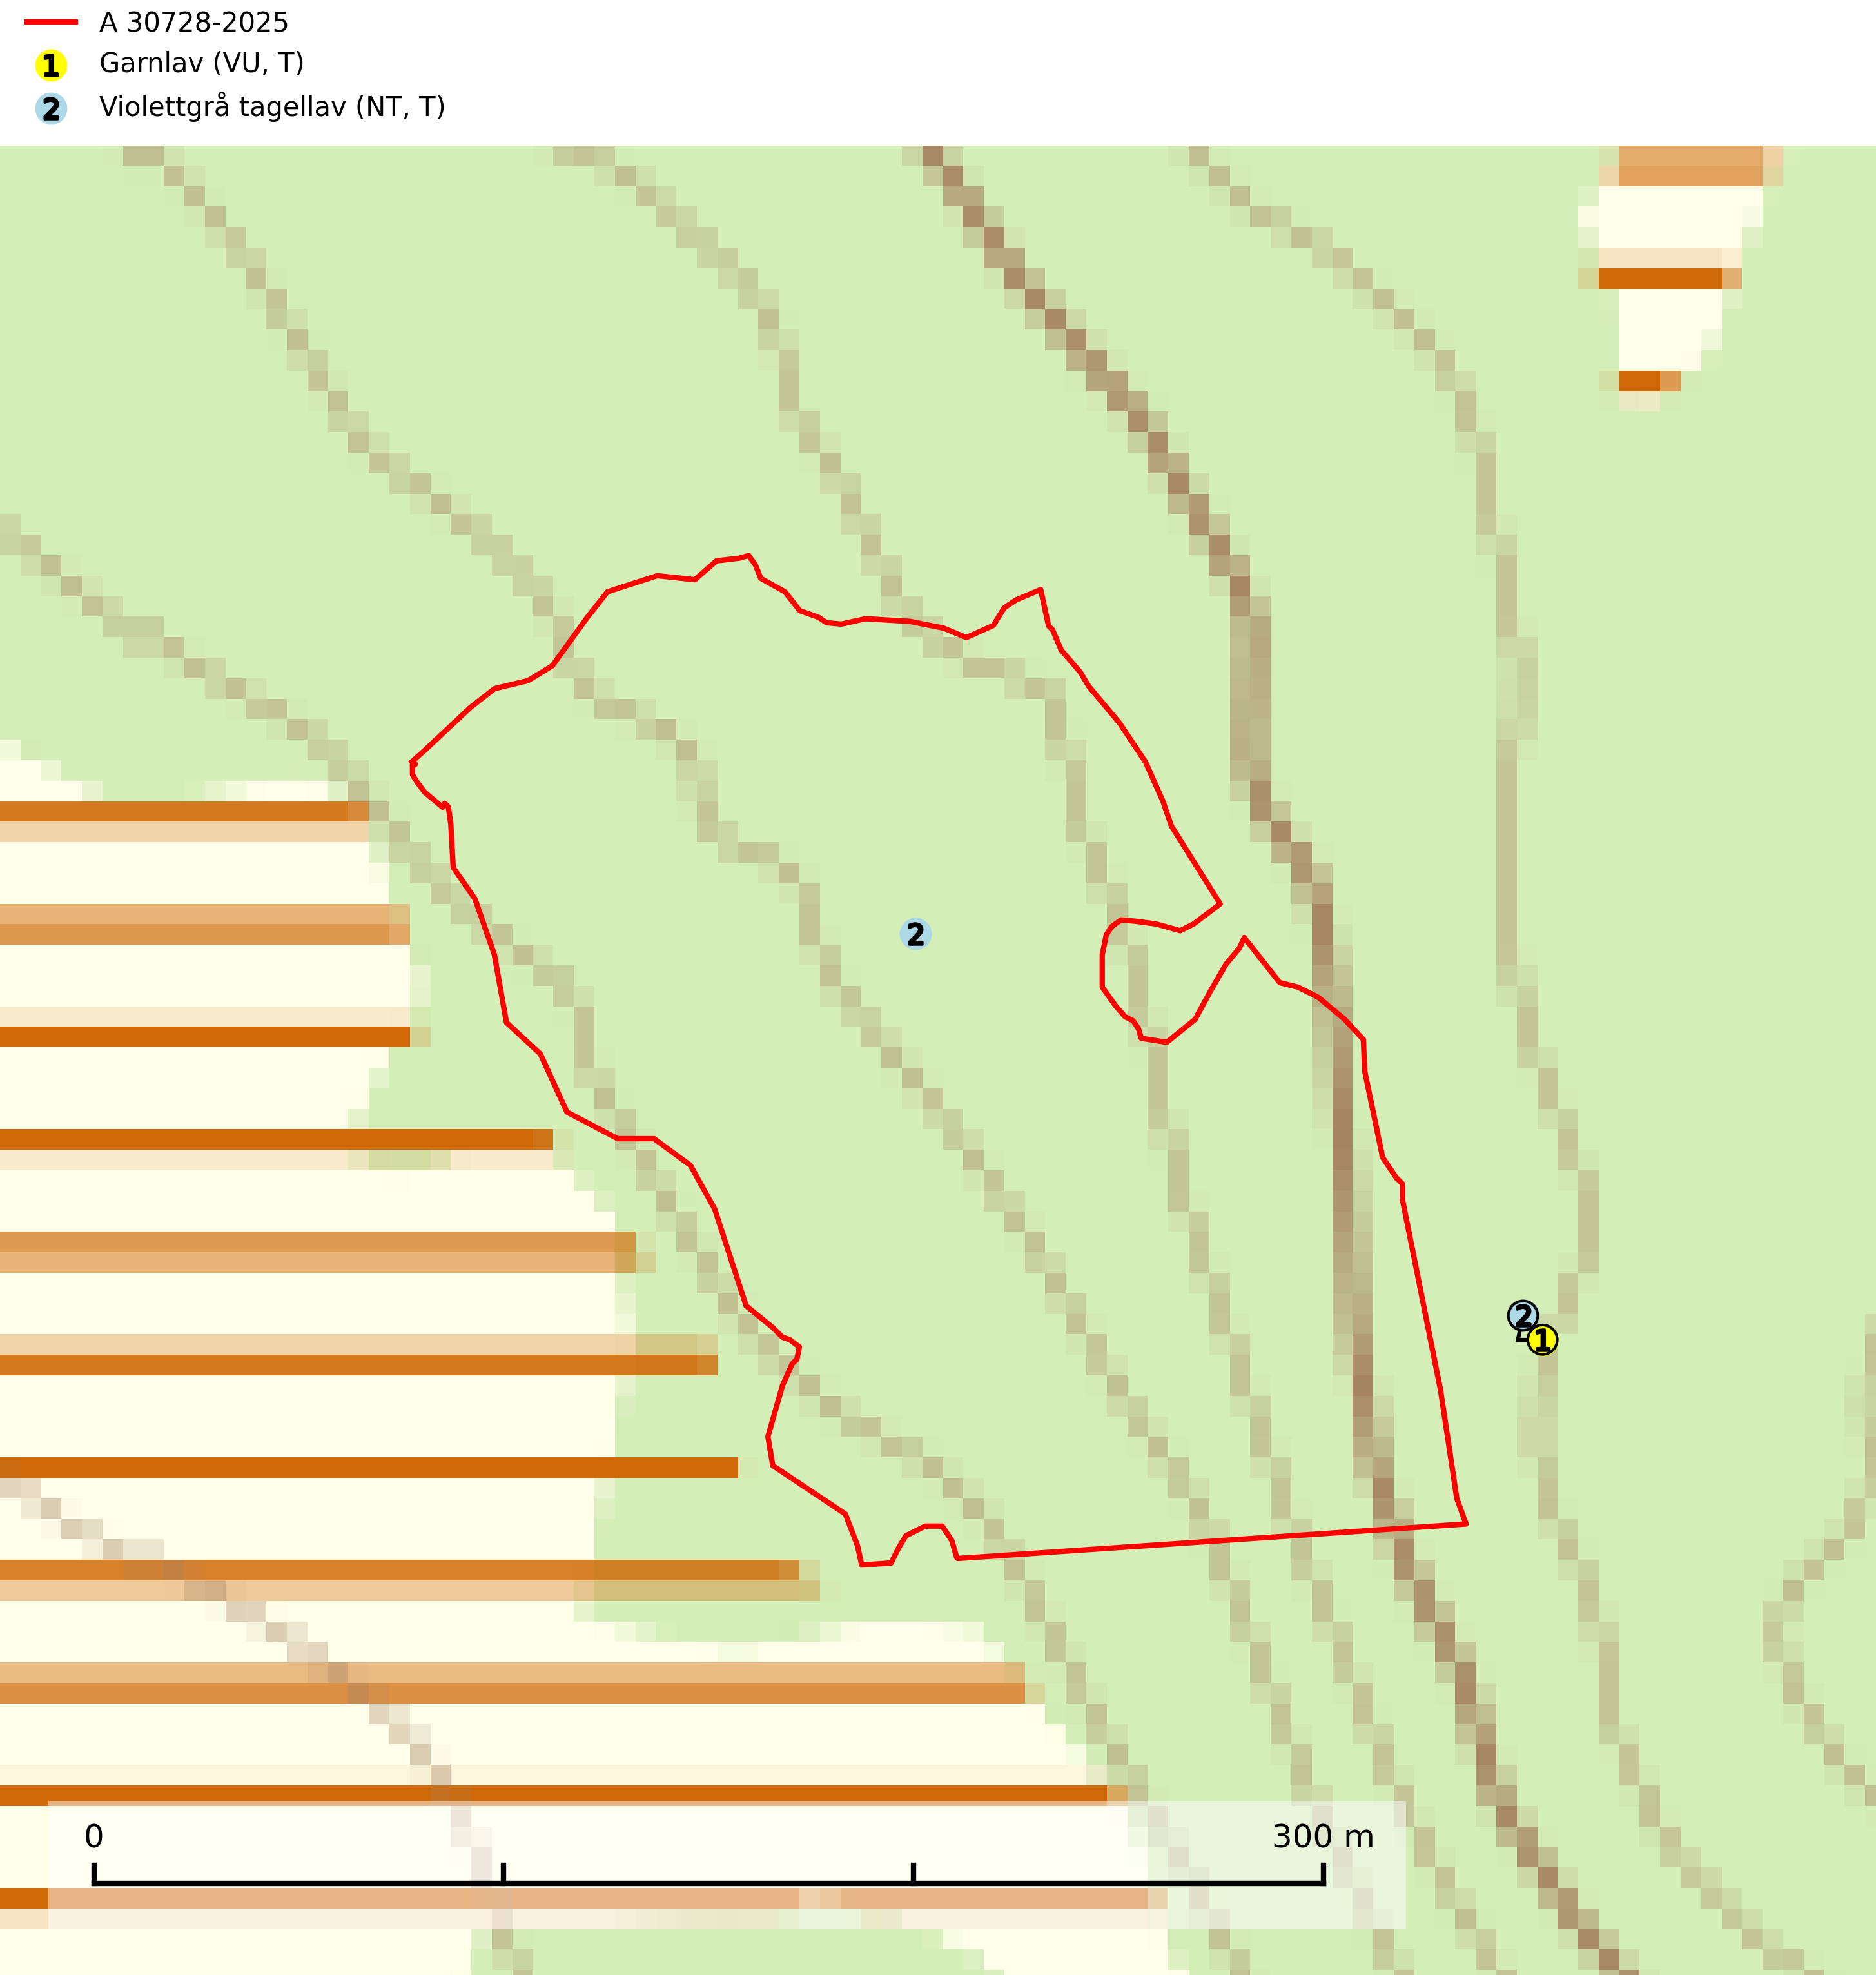 A 30728-2025
1 Garnlav (VU, T)
2 Violettgrå tagellav (NT, T)
2
2
1
0 300 m